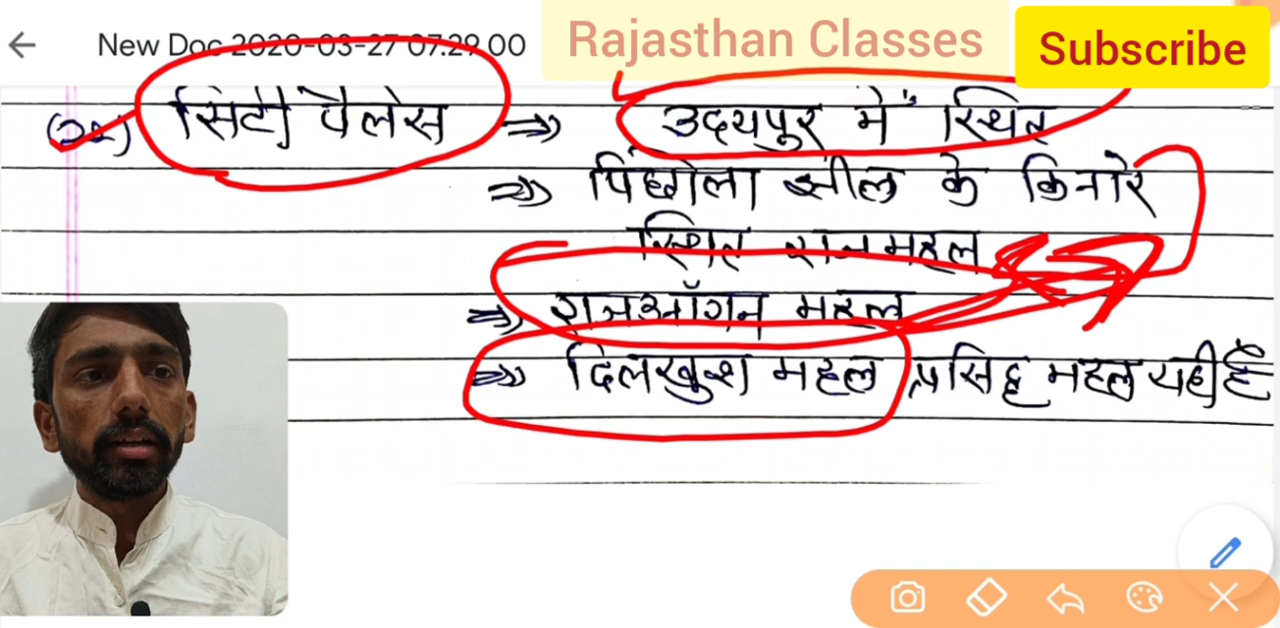 New Doc 2020-03-27 07.29.00
Rajasthan Classes
Subscribe
सिटी पैलेस ⇒ उदयपुर में स्थित
⇒ पिछोला झील के किनारे
स्थित राजमहल
⇒ राजआँगन महल
⇒ दिलखुश महल प्रसिद्ध महल यही हैं